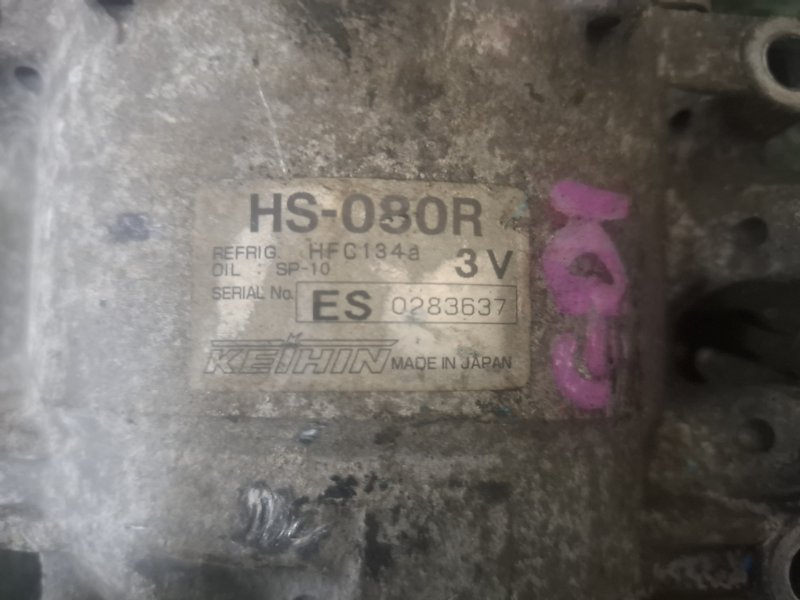 HS-080R
REFRIG. HFC134a 3V
OIL : SP-10
SERIAL No. ES 0283637
KEIHIN MADE IN JAPAN